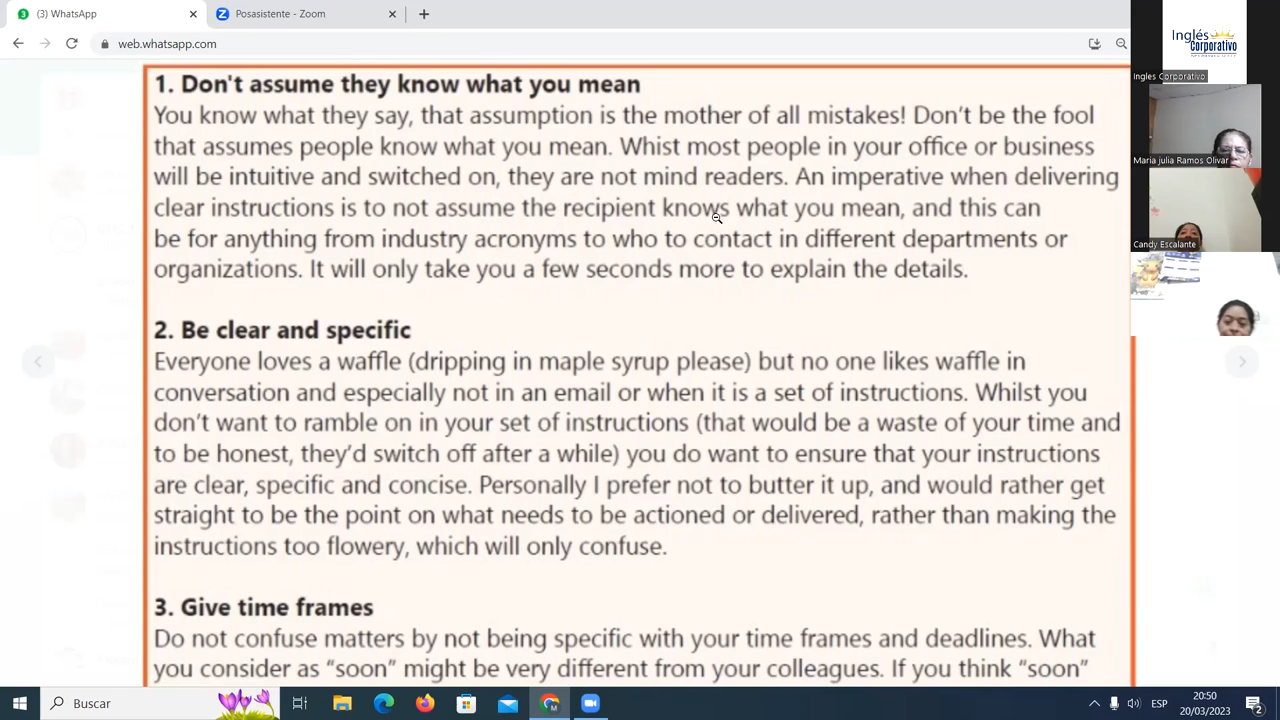 (3) WhatsApp
Posasistente - Zoom
web.whatsapp.com
1. Don't assume they know what you mean
You know what they say, that assumption is the mother of all mistakes! Don't be the fool
that assumes people know what you mean. Whist most people in your office or business
will be intuitive and switched on, they are not mind readers. An imperative when delivering
clear instructions is to not assume the recipient knows what you mean, and this can
be for anything from industry acronyms to who to contact in different departments or
organizations. It will only take you a few seconds more to explain the details.
2. Be clear and specific
Everyone loves a waffle (dripping in maple syrup please) but no one likes waffle in
conversation and especially not in an email or when it is a set of instructions. Whilst you
don't want to ramble on in your set of instructions (that would be a waste of your time and
to be honest, they'd switch off after a while) you do want to ensure that your instructions
are clear, specific and concise. Personally I prefer not to butter it up, and would rather get
straight to be the point on what needs to be actioned or delivered, rather than making the
instructions too flowery, which will only confuse.
3. Give time frames
Do not confuse matters by not being specific with your time frames and deadlines. What
you consider as "soon" might be very different from your colleagues. If you think "soon"
Inglés
Corporativo
Ingles Corporativo
Maria julia Ramos Olivar
Candy Escalante
Buscar
ESP
20:50
20/03/2023
2